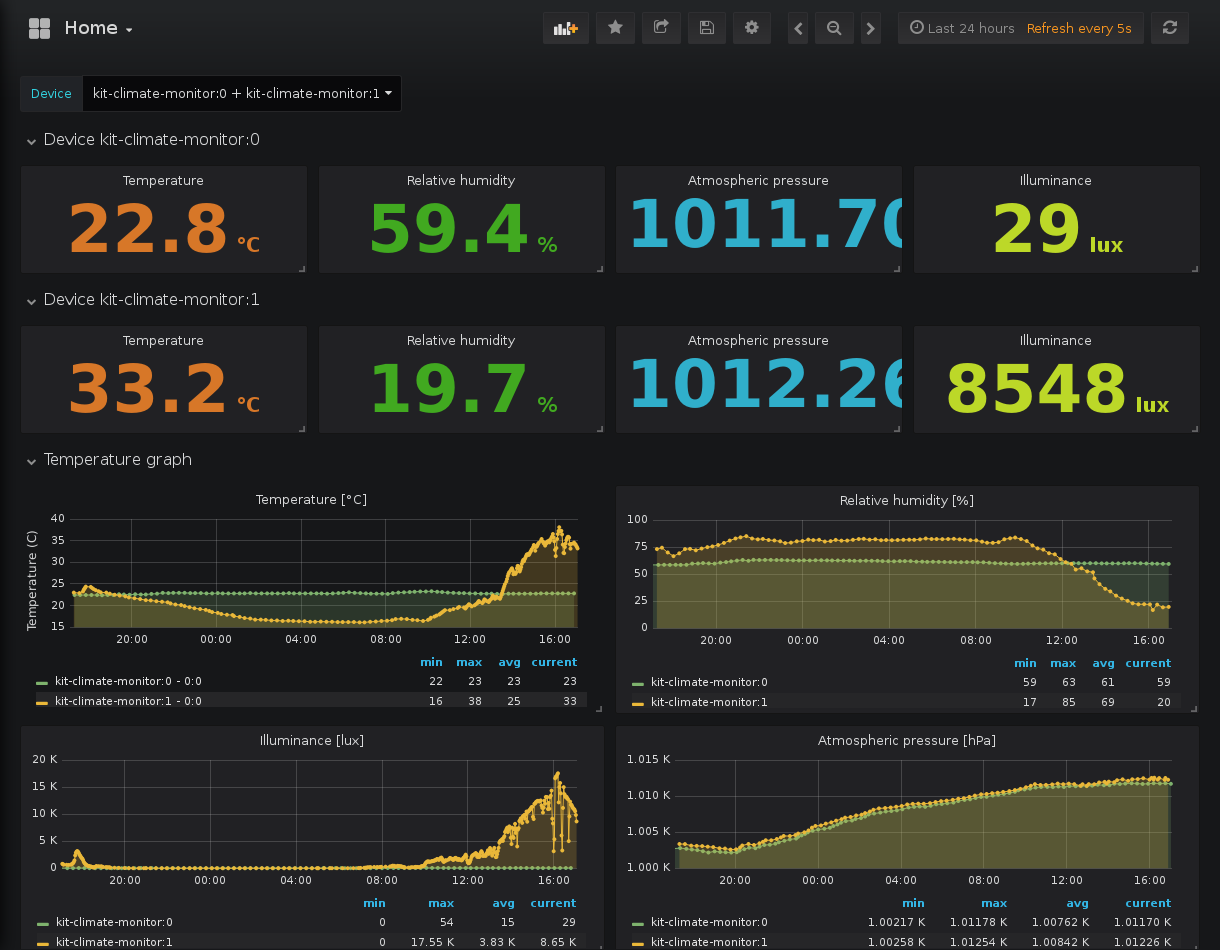 Home
Last 24 hours Refresh every 5s
Device kit-climate-monitor:0 + kit-climate-monitor:1
Device kit-climate-monitor:0
Temperature Relative humidity Atmospheric pressure Illuminance
22.8 °C 59.4 % 1011.70 29 lux
Device kit-climate-monitor:1
Temperature Relative humidity Atmospheric pressure Illuminance
33.2 °C 19.7 % 1012.26 8548 lux
Temperature graph
Temperature [°C]
Temperature (C)
40
35
30
25
20
15
20:00 00:00 04:00 08:00 12:00 16:00
min max avg current
kit-climate-monitor:0 - 0:0 22 23 23 23
kit-climate-monitor:1 - 0:0 16 38 25 33
Relative humidity [%]
100
75
50
25
0
20:00 00:00 04:00 08:00 12:00 16:00
min max avg current
kit-climate-monitor:0 59 63 61 59
kit-climate-monitor:1 17 85 69 20
Illuminance [lux]
20 K
15 K
10 K
5 K
0
20:00 00:00 04:00 08:00 12:00 16:00
min max avg current
kit-climate-monitor:0 0 54 15 29
kit-climate-monitor:1 0 17.55 K 3.83 K 8.65 K
Atmospheric pressure [hPa]
1.015 K
1.010 K
1.005 K
1.000 K
20:00 00:00 04:00 08:00 12:00 16:00
min max avg current
kit-climate-monitor:0 1.00217 K 1.01178 K 1.00762 K 1.01170 K
kit-climate-monitor:1 1.00258 K 1.01254 K 1.00842 K 1.01226 K